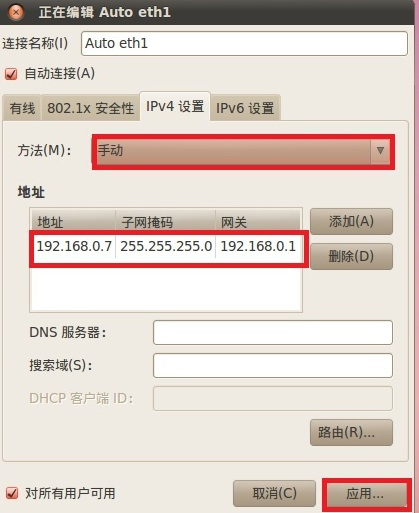 正在编辑 Auto eth1
连接名称(I) Auto eth1
自动连接(A)
有线 802.1x 安全性 IPv4 设置 IPv6 设置
方法(M): 手动
地址
地址 子网掩码 网关 添加(A)
192.168.0.7 255.255.255.0 192.168.0.1
删除(D)
DNS 服务器:
搜索域(S):
DHCP 客户端 ID:
路由(R)...
对所有用户可用 取消(C) 应用...